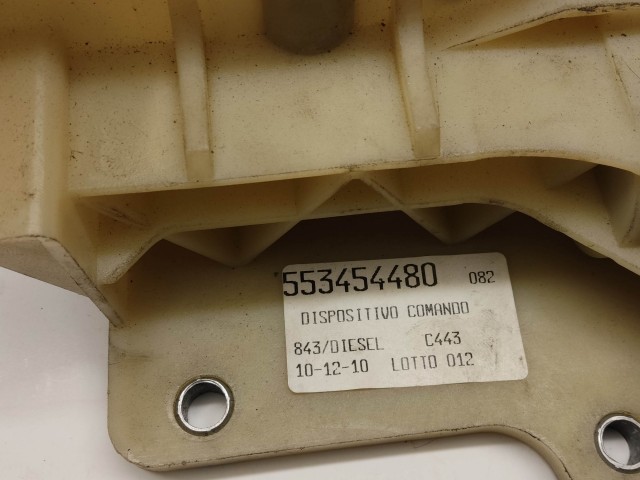 553454480 082
DISPOSITIVO COMANDO
843/DIESEL C443
10-12-10 LOTTO 012